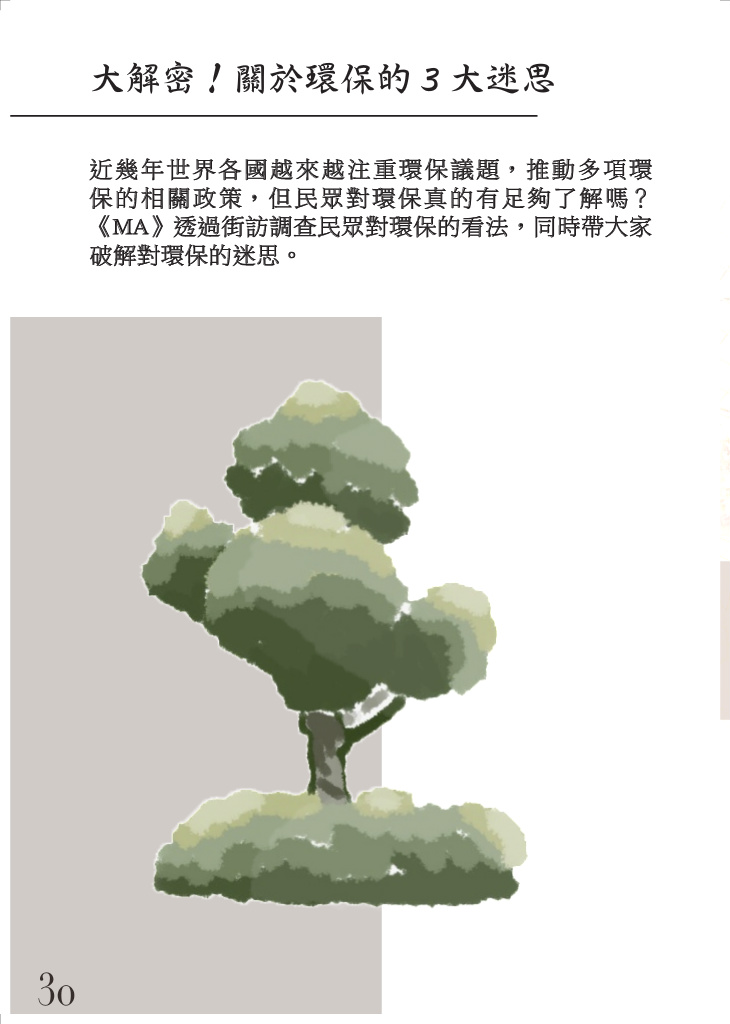 大解密！關於環保的3大迷思
近幾年世界各國越來越注重環保議題，推動多項環
保的相關政策，但民眾對環保真的有足夠了解嗎？
《MA》透過街訪調查民眾對環保的看法，同時帶大家
破解對環保的迷思。
30